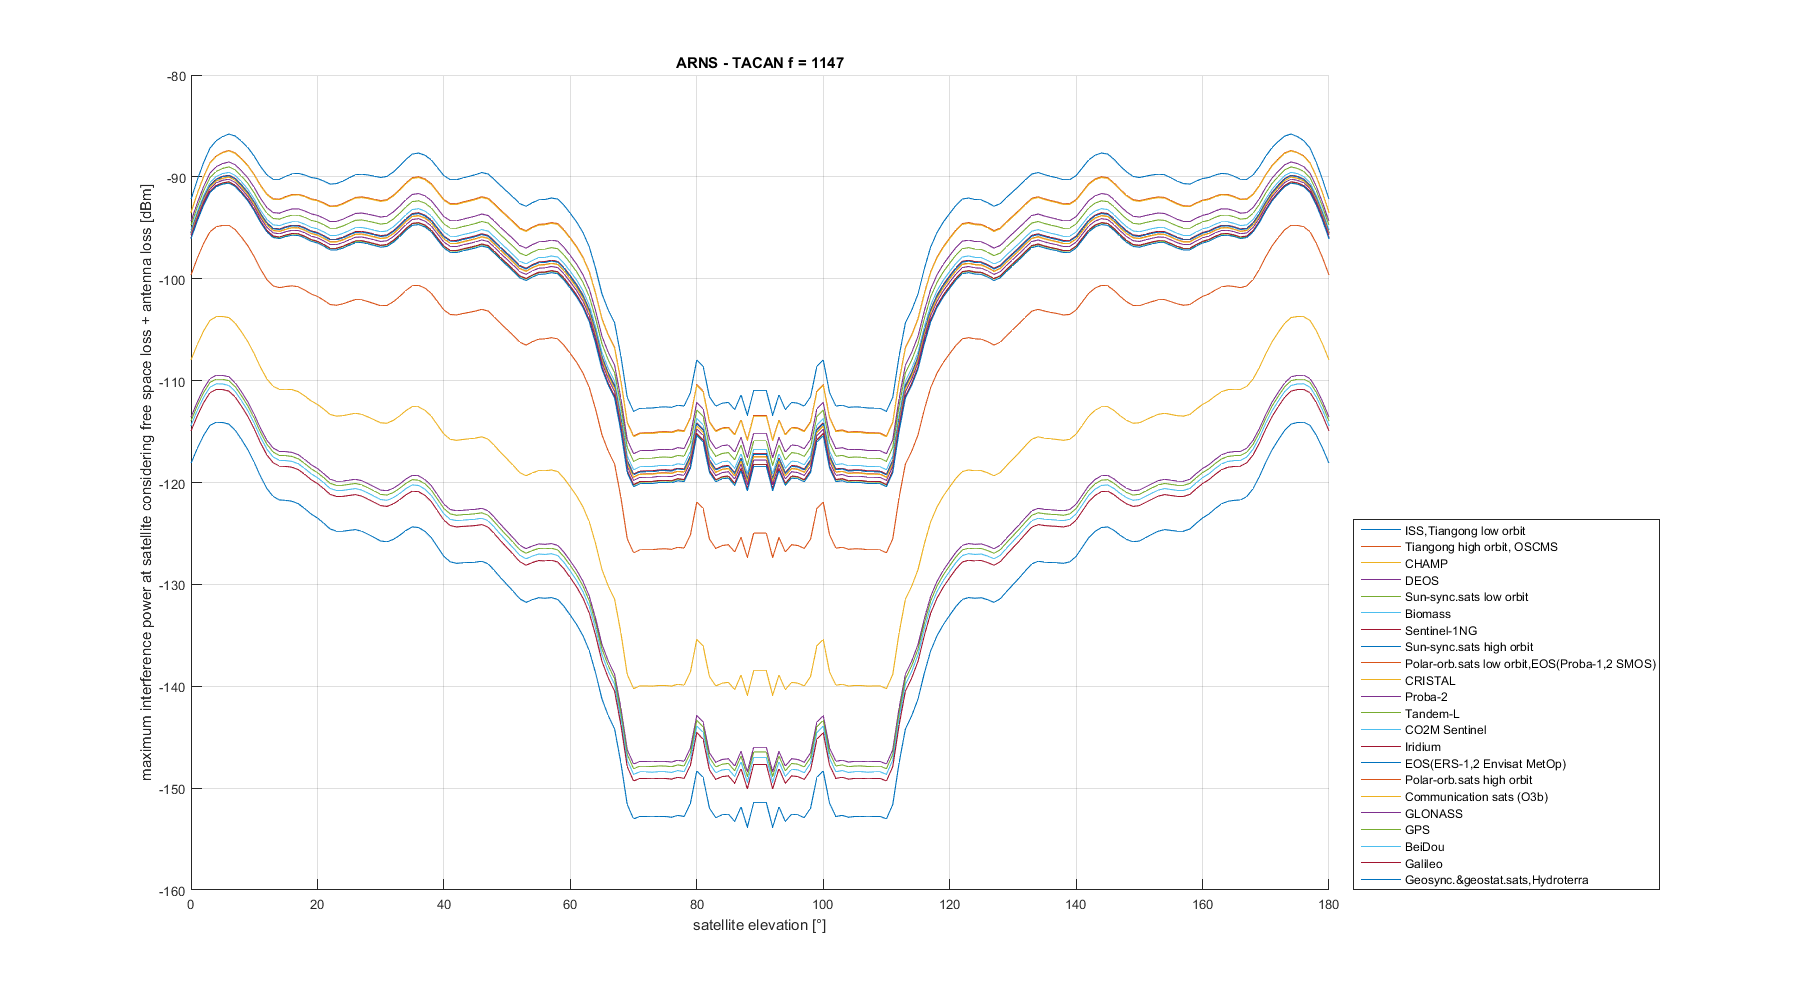 ARNS - TACAN f = 1147
maximum interference power at satellite considering free space loss + antenna loss [dBm]
-80
-90
-100
-110
-120
-130
-140
-150
-160
0 20 40 60 80 100 120 140 160 180
satellite elevation [°]
ISS,Tiangong low orbit
Tiangong high orbit, OSCMS
CHAMP
DEOS
Sun-sync.sats low orbit
Biomass
Sentinel-1NG
Sun-sync.sats high orbit
Polar-orb.sats low orbit,EOS(Proba-1,2 SMOS)
CRISTAL
Proba-2
Tandem-L
CO2M Sentinel
Iridium
EOS(ERS-1,2 Envisat MetOp)
Polar-orb.sats high orbit
Communication sats (O3b)
GLONASS
GPS
BeiDou
Galileo
Geosync.&geostat.sats,Hydroterra